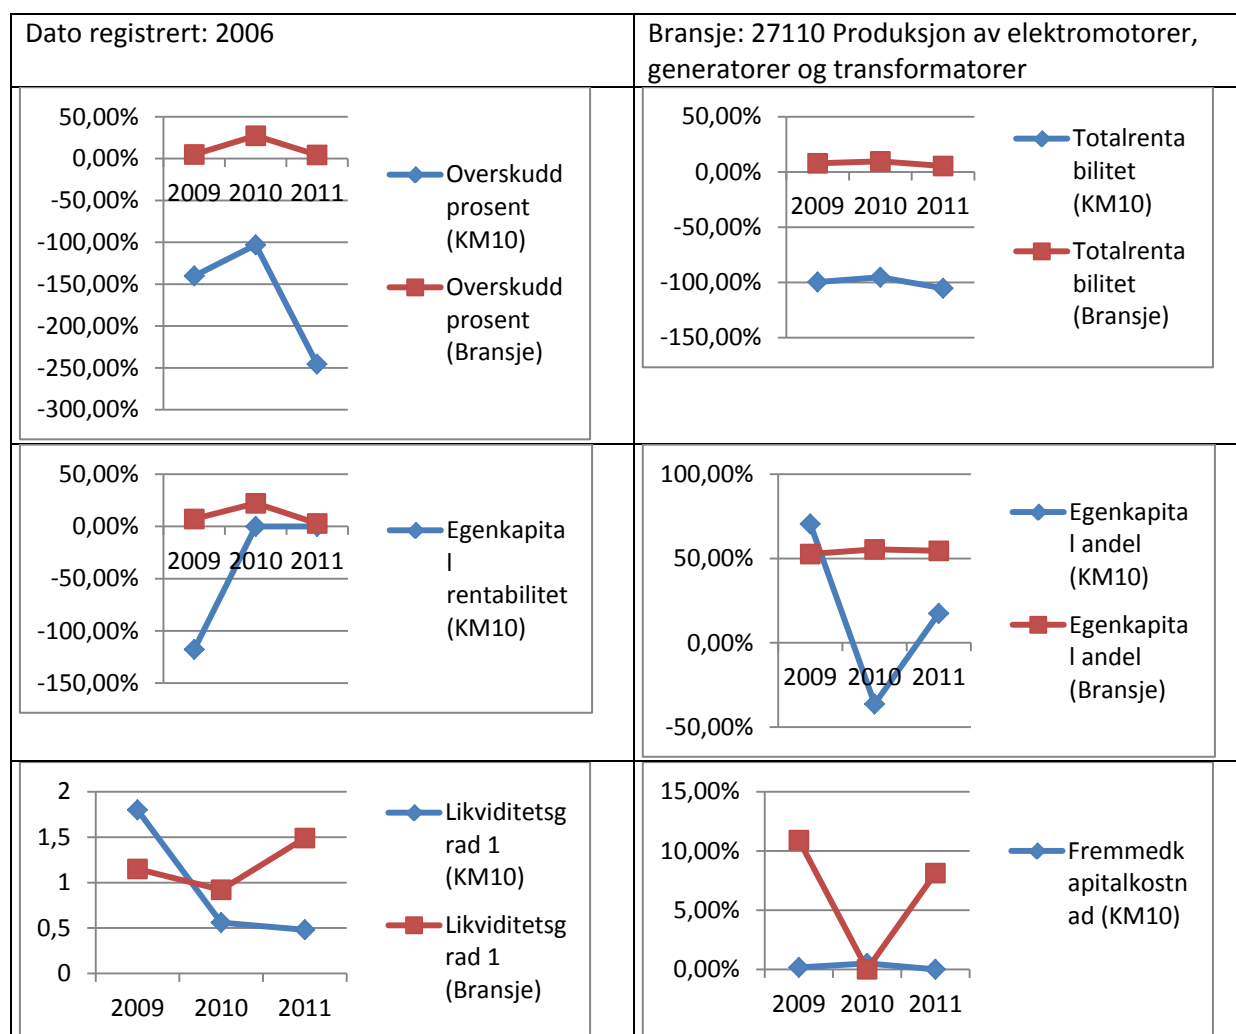 Dato registrert: 2006
Bransje: 27110 Produksjon av elektromotorer,
generatorer og transformatorer
50,00%
0,00%
-50,00%
-100,00%
-150,00%
-200,00%
-250,00%
-300,00%
2009 2010 2011
Overskudd
prosent
(KM10)
Overskudd
prosent
(Bransje)
50,00%
0,00%
-50,00%
-100,00%
-150,00%
2009 2010 2011
Totalrenta
bilitet
(KM10)
Totalrenta
bilitet
(Bransje)
50,00%
0,00%
-50,00%
-100,00%
-150,00%
2009 2010 2011
Egenkapita
l
rentabilitet
(KM10)
100,00%
50,00%
0,00%
-50,00%
2009 2010 2011
Egenkapita
l andel
(KM10)
Egenkapita
l andel
(Bransje)
2
1,5
1
0,5
0
2009 2010 2011
Likviditetsg
rad 1
(KM10)
Likviditetsg
rad 1
(Bransje)
15,00%
10,00%
5,00%
0,00%
2009 2010 2011
Fremmedk
apitalkostn
ad (KM10)